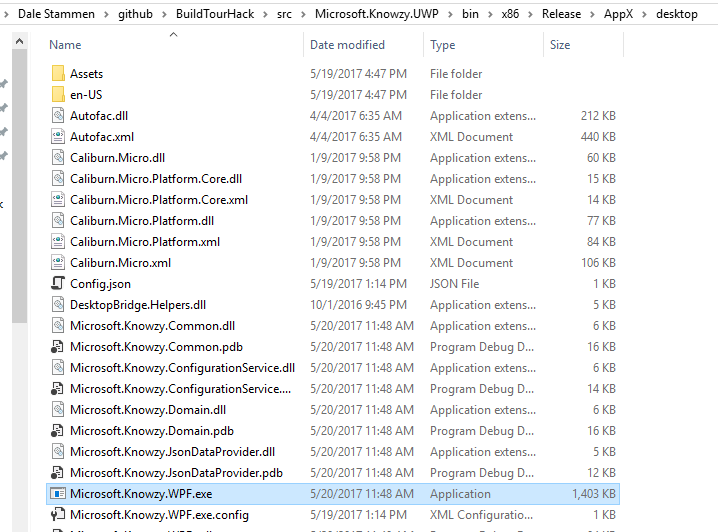 Dale Stammen > github > BuildTourHack > src > Microsoft.Knowzy.UWP > bin > x86 > Release > AppX > desktop
Name Date modified Type Size
Assets 5/19/2017 4:47 PM File folder
en-US 5/19/2017 4:47 PM File folder
Autofac.dll 4/4/2017 6:35 AM Application extens... 212 KB
Autofac.xml 4/4/2017 6:35 AM XML Document 440 KB
Caliburn.Micro.dll 1/9/2017 9:58 PM Application extens... 60 KB
Caliburn.Micro.Platform.Core.dll 1/9/2017 9:58 PM Application extens... 15 KB
Caliburn.Micro.Platform.Core.xml 1/9/2017 9:58 PM XML Document 14 KB
Caliburn.Micro.Platform.dll 1/9/2017 9:58 PM Application extens... 77 KB
Caliburn.Micro.Platform.xml 1/9/2017 9:58 PM XML Document 84 KB
Caliburn.Micro.xml 1/9/2017 9:58 PM XML Document 106 KB
Config.json 5/19/2017 1:14 PM JSON File 1 KB
DesktopBridge.Helpers.dll 10/1/2016 9:45 PM Application extens... 5 KB
Microsoft.Knowzy.Common.dll 5/20/2017 11:48 AM Application extens... 6 KB
Microsoft.Knowzy.Common.pdb 5/20/2017 11:48 AM Program Debug D... 16 KB
Microsoft.Knowzy.ConfigurationService.dll 5/20/2017 11:48 AM Application extens... 6 KB
Microsoft.Knowzy.ConfigurationService.... 5/20/2017 11:48 AM Program Debug D... 14 KB
Microsoft.Knowzy.Domain.dll 5/20/2017 11:48 AM Application extens... 6 KB
Microsoft.Knowzy.Domain.pdb 5/20/2017 11:48 AM Program Debug D... 16 KB
Microsoft.Knowzy.JsonDataProvider.dll 5/20/2017 11:48 AM Application extens... 5 KB
Microsoft.Knowzy.JsonDataProvider.pdb 5/20/2017 11:48 AM Program Debug D... 12 KB
Microsoft.Knowzy.WPF.exe 5/20/2017 11:48 AM Application 1,403 KB
Microsoft.Knowzy.WPF.exe.config 5/19/2017 1:14 PM XML Configuration... 1 KB